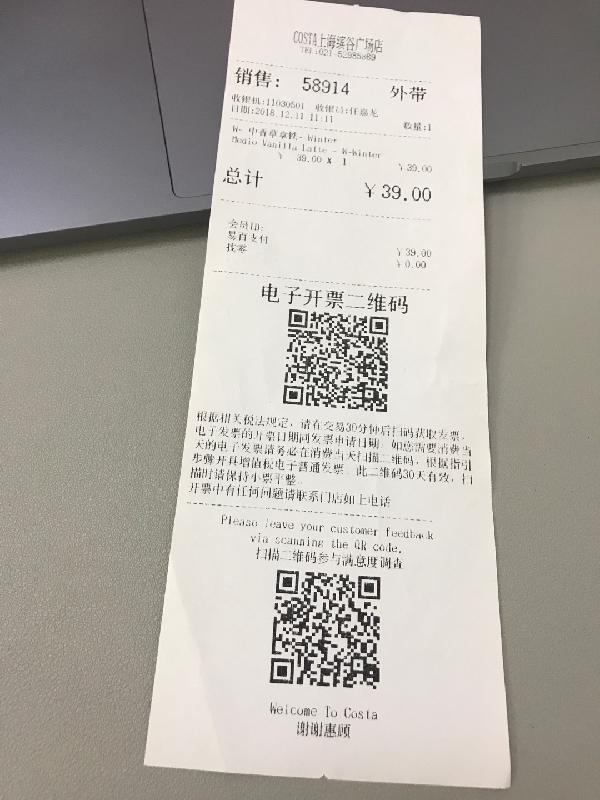 COSTA上海缤谷广场店
TEL:021-52985889
销售: 58914 外带
收银机:11030501 收银员:任嘉龙
日期:2018.12.11 11:11 数量:1
W- 中香草拿铁- Winter
Medio Vanilla Latte - W-Winter
¥ 39.00 X 1 ¥39.00
总计 ¥39.00
会员ID:
易百支付 ¥39.00
找零 ¥0.00
电子开票二维码
根据相关税法规定，请在交易30分钟后扫码获取发票，
电子发票的开票日期同发票申请日期。如您需要消费当
天的电子发票请务必在消费当天扫描二维码，根据指引
步骤开具增值税电子普通发票。此二维码30天有效，扫
描时请保持小票平整。
开票中有任何问题请联系门店如上电话
Please leave your customer feedback
via scanning the QR code.
扫描二维码参与满意度调查
Welcome To Costa
谢谢惠顾